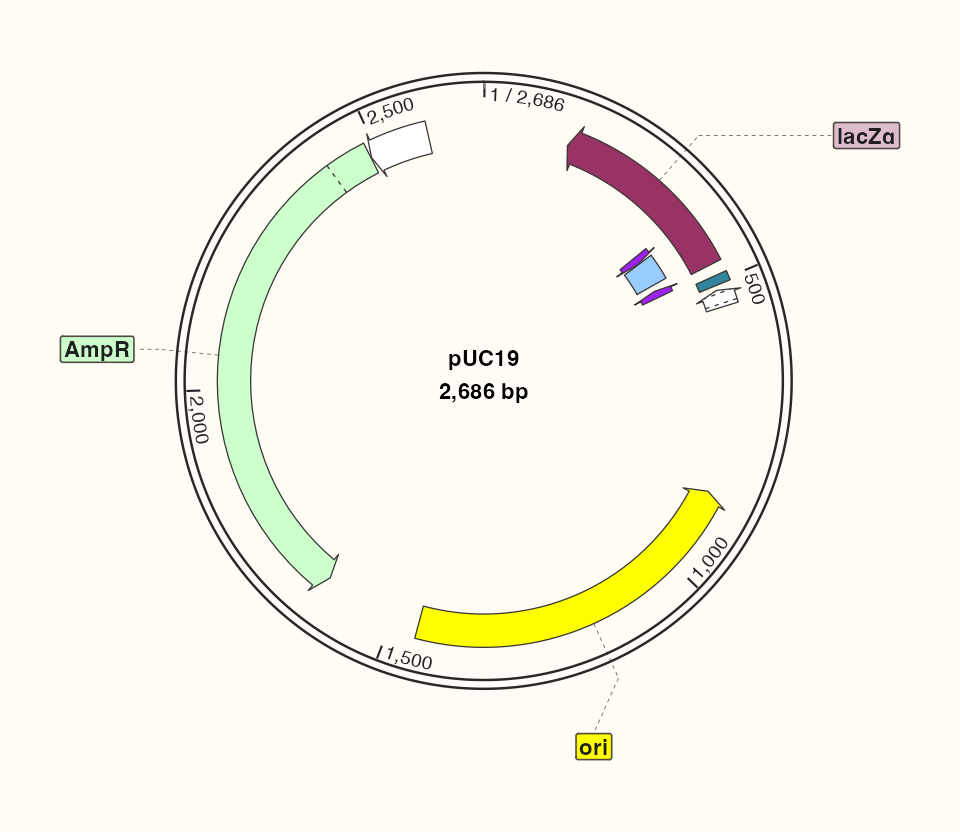 1 / 2,686
2,500
lacZα
500
AmpR
pUC19
2,686 bp
2,000
1,000
1,500
ori